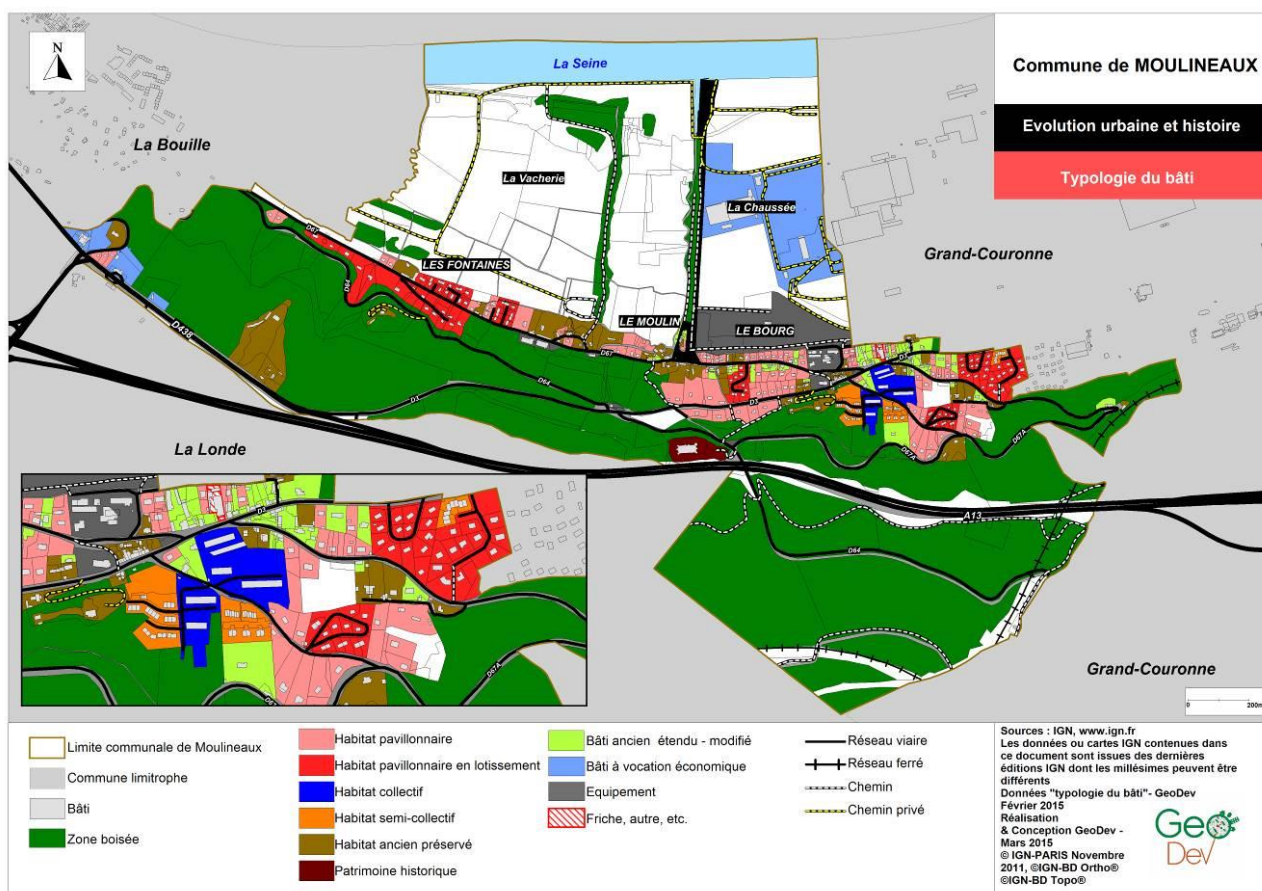 N
La Seine
Commune de MOULINEAUX
Evolution urbaine et histoire
Typologie du bâti
La Bouille
La Vacherie
La Chaussée
Grand-Couronne
D67
LES FONTAINES
D64
D438
LE MOULIN
LE BOURG
D67
D3
D64
D3
D3
La Londe
D67A
D67A
A13
D64
D3
D67A
Grand-Couronne
0 200m
Limite communale de Moulineaux
Commune limitrophe
Bâti
Zone boisée
Habitat pavillonnaire
Habitat pavillonnaire en lotissement
Habitat collectif
Habitat semi-collectif
Habitat ancien préservé
Patrimoine historique
Bâti ancien étendu - modifié
Bâti à vocation économique
Equipement
Friche, autre, etc.
Réseau viaire
Réseau ferré
Chemin
Chemin privé
Sources : IGN, www.ign.fr
Les données ou cartes IGN contenues dans
ce document sont issues des dernières
éditions IGN dont les millésimes peuvent être
différents
Données "typologie du bâti"- GeoDev
Février 2015
Réalisation
& Conception GeoDev -
Mars 2015
© IGN-PARIS Novembre
2011, ©IGN-BD Ortho®
©IGN-BD Topo®
Geo
Dev